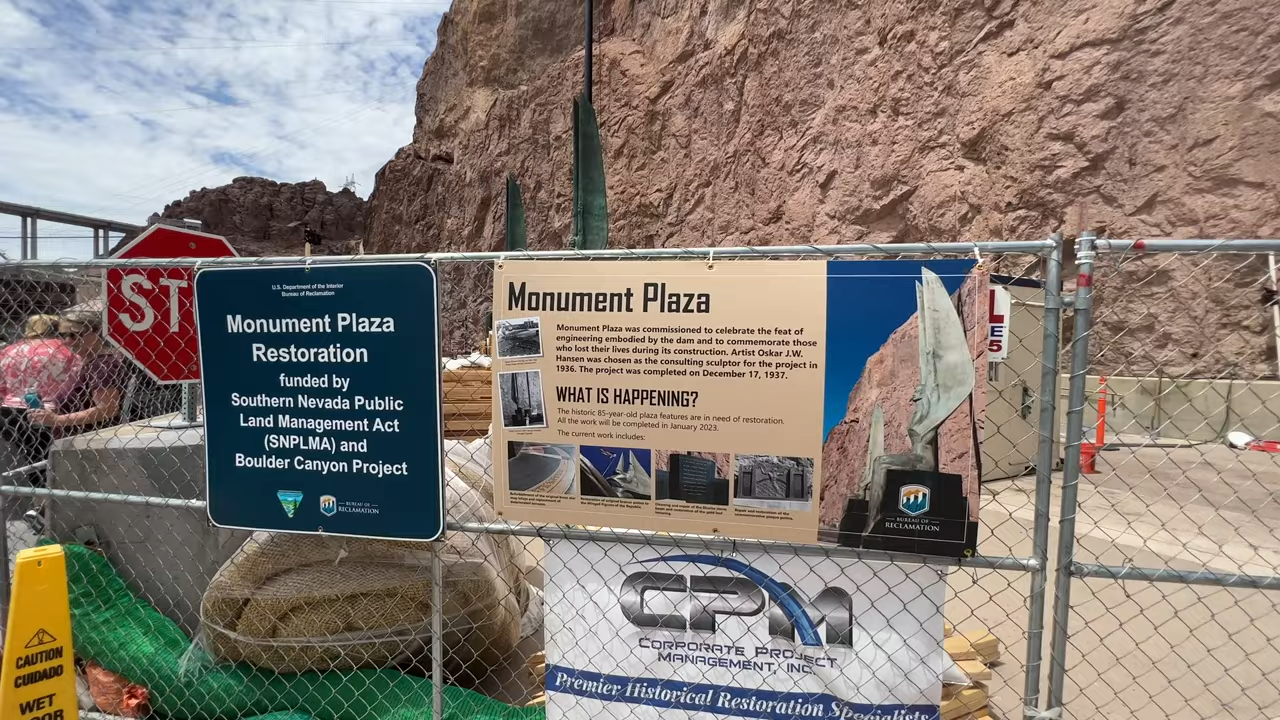 ST
U.S. Department of the Interior
Bureau of Reclamation
Monument Plaza
Restoration
funded by
Southern Nevada Public
Land Management Act
(SNPLMA) and
Boulder Canyon Project
BUREAU OF
RECLAMATION
Monument Plaza
Monument Plaza was commissioned to celebrate the feat of
engineering embodied by the dam and to commemorate those
who lost their lives during its construction. Artist Oskar J.W.
Hansen was chosen as the consulting sculptor for the project in
1936. The project was completed on December 17, 1937.
WHAT IS HAPPENING?
The historic 85-year-old plaza features are in need of restoration.
All the work will be completed in January 2023.
The current work includes:
BUREAU OF
RECLAMATION
L
E
5
CPM
CORPORATE PROJECT
MANAGEMENT, INC.
Premier Historical Restoration Specialists
CAUTION
CUIDADO
WET